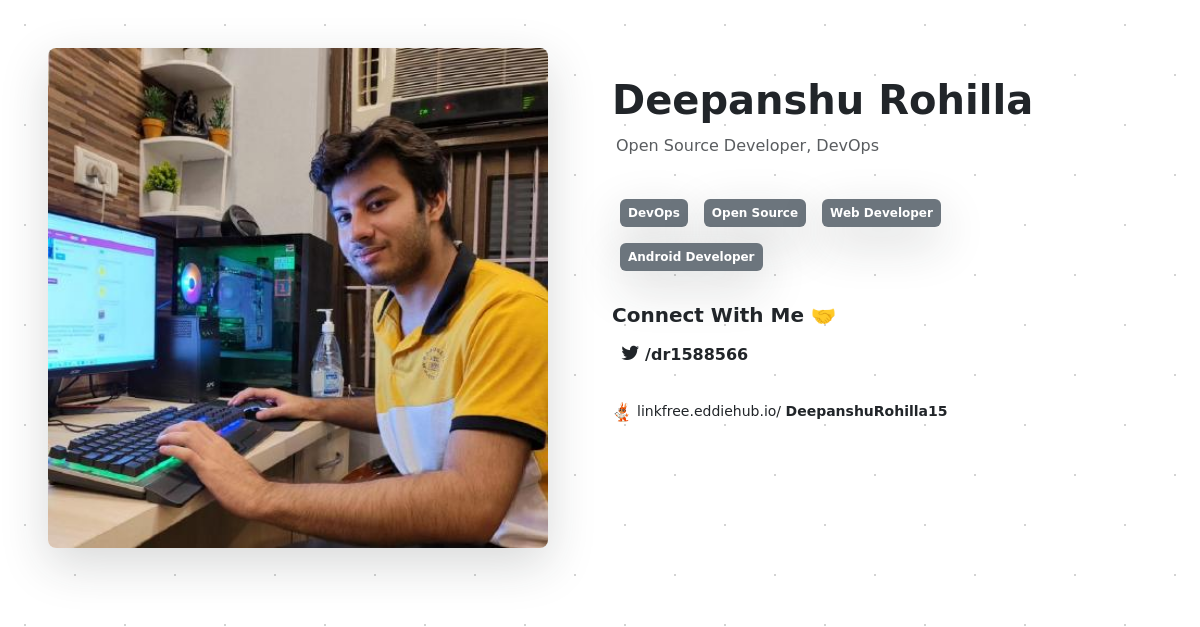 Deepanshu Rohilla
Open Source Developer, DevOps
DevOps Open Source Web Developer
Android Developer
Connect With Me 🤝
/dr1588566
linkfree.eddiehub.io/ DeepanshuRohilla15